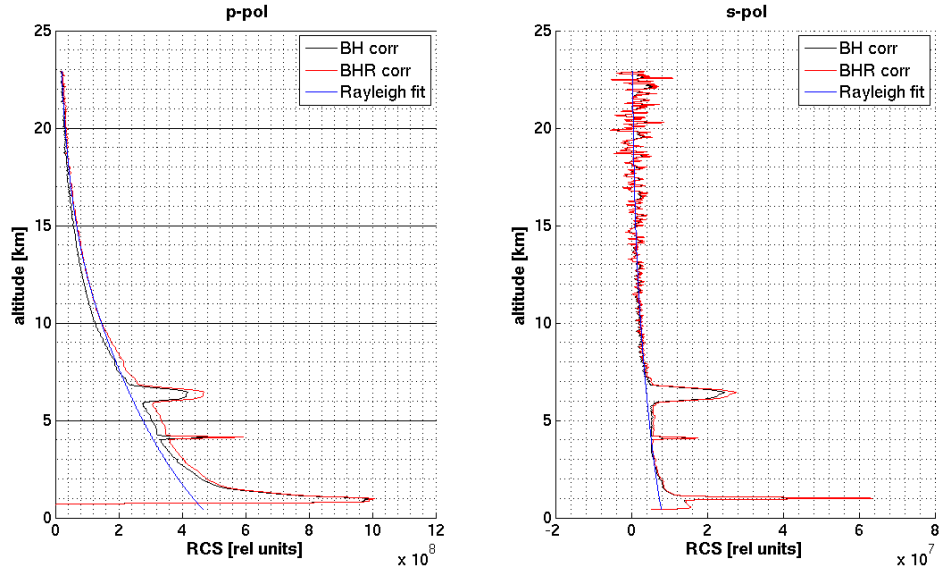 p-pol
25
20
15
10
5
0
altitude [km]
BH corr
BHR corr
Rayleigh fit
0
2
4
6
8
10
12
RCS [rel units]
x 10^8
s-pol
25
20
15
10
5
0
altitude [km]
BH corr
BHR corr
Rayleigh fit
-2
0
2
4
6
8
RCS [rel units]
x 10^7